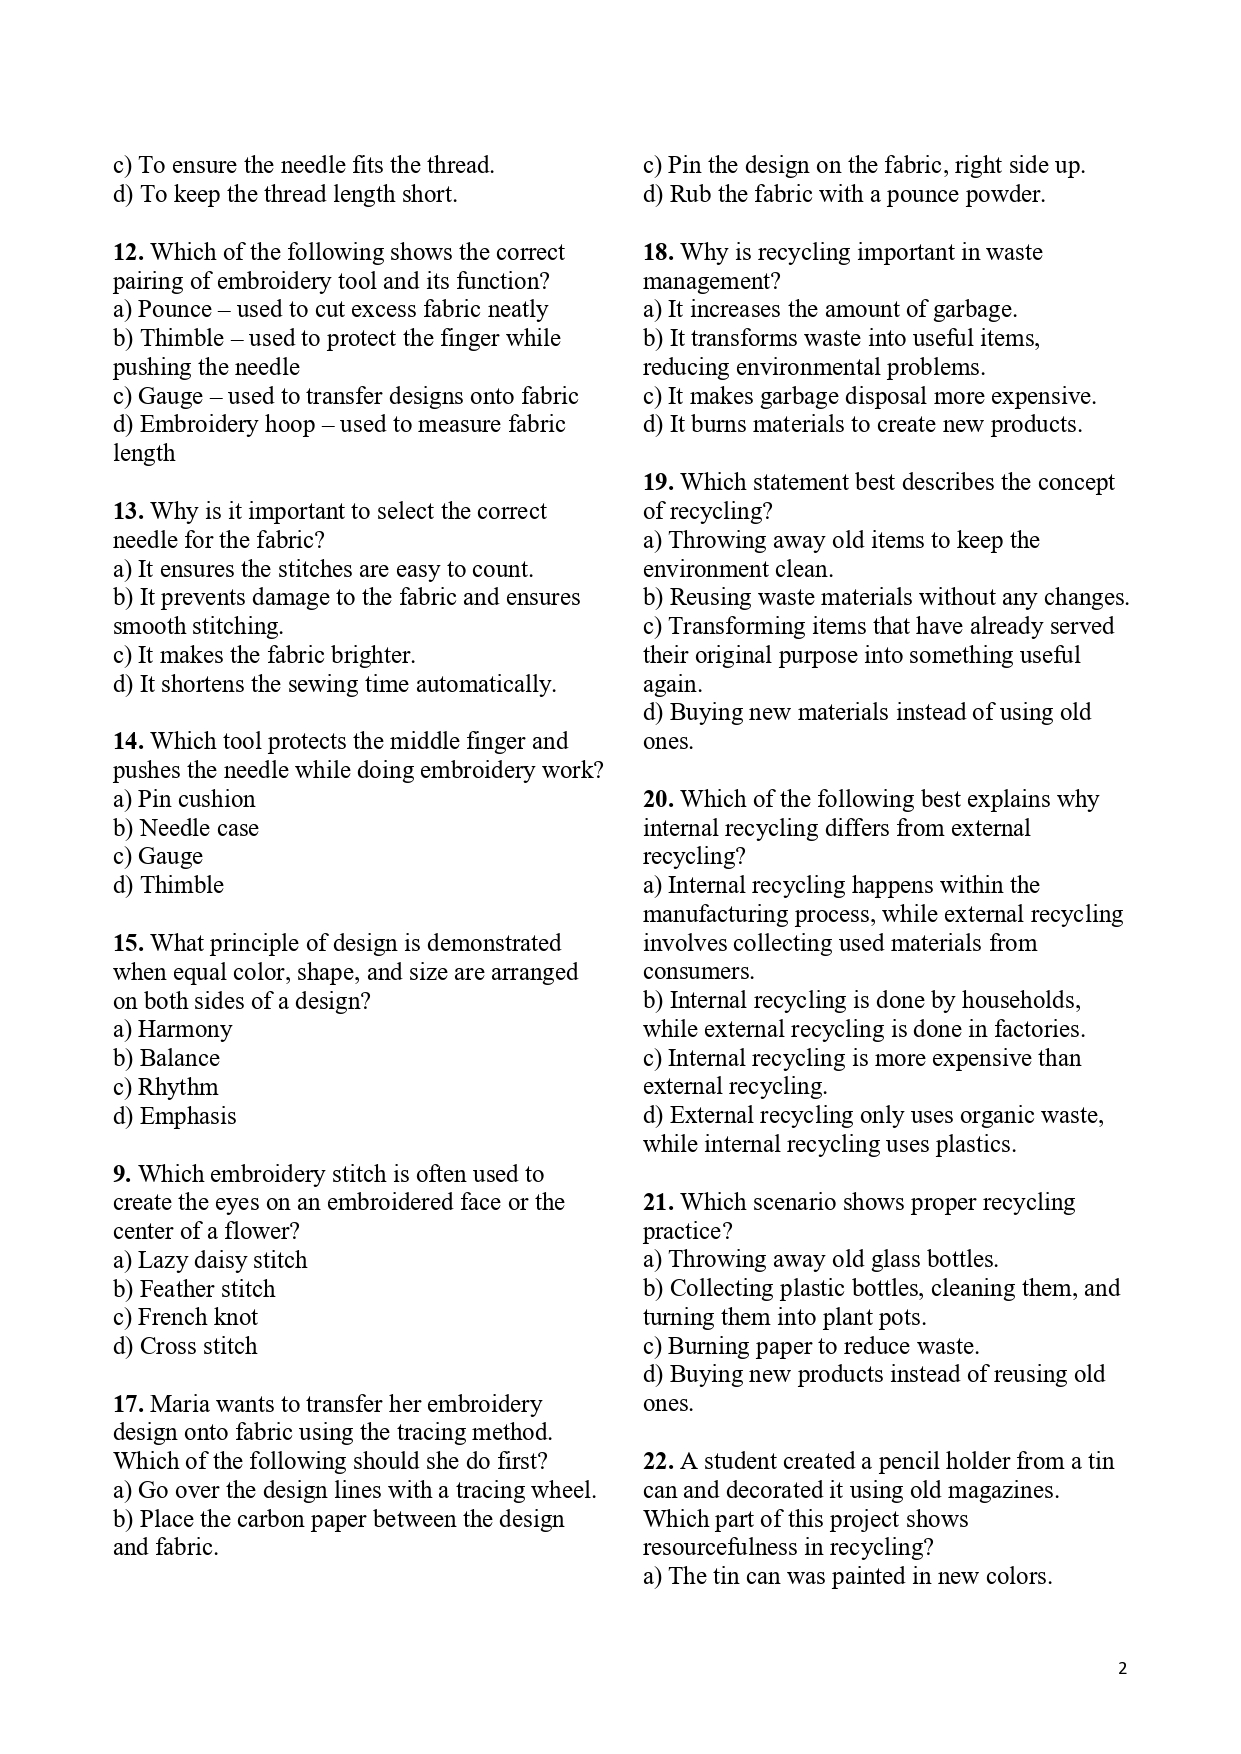 c) To ensure the needle fits the thread.
d) To keep the thread length short.
12. Which of the following shows the correct
pairing of embroidery tool and its function?
a) Pounce – used to cut excess fabric neatly
b) Thimble – used to protect the finger while
pushing the needle
c) Gauge – used to transfer designs onto fabric
d) Embroidery hoop – used to measure fabric
length
13. Why is it important to select the correct
needle for the fabric?
a) It ensures the stitches are easy to count.
b) It prevents damage to the fabric and ensures
smooth stitching.
c) It makes the fabric brighter.
d) It shortens the sewing time automatically.
14. Which tool protects the middle finger and
pushes the needle while doing embroidery work?
a) Pin cushion
b) Needle case
c) Gauge
d) Thimble
15. What principle of design is demonstrated
when equal color, shape, and size are arranged
on both sides of a design?
a) Harmony
b) Balance
c) Rhythm
d) Emphasis
9. Which embroidery stitch is often used to
create the eyes on an embroidered face or the
center of a flower?
a) Lazy daisy stitch
b) Feather stitch
c) French knot
d) Cross stitch
17. Maria wants to transfer her embroidery
design onto fabric using the tracing method.
Which of the following should she do first?
a) Go over the design lines with a tracing wheel.
b) Place the carbon paper between the design
and fabric.
c) Pin the design on the fabric, right side up.
d) Rub the fabric with a pounce powder.
18. Why is recycling important in waste
management?
a) It increases the amount of garbage.
b) It transforms waste into useful items,
reducing environmental problems.
c) It makes garbage disposal more expensive.
d) It burns materials to create new products.
19. Which statement best describes the concept
of recycling?
a) Throwing away old items to keep the
environment clean.
b) Reusing waste materials without any changes.
c) Transforming items that have already served
their original purpose into something useful
again.
d) Buying new materials instead of using old
ones.
20. Which of the following best explains why
internal recycling differs from external
recycling?
a) Internal recycling happens within the
manufacturing process, while external recycling
involves collecting used materials from
consumers.
b) Internal recycling is done by households,
while external recycling is done in factories.
c) Internal recycling is more expensive than
external recycling.
d) External recycling only uses organic waste,
while internal recycling uses plastics.
21. Which scenario shows proper recycling
practice?
a) Throwing away old glass bottles.
b) Collecting plastic bottles, cleaning them, and
turning them into plant pots.
c) Burning paper to reduce waste.
d) Buying new products instead of reusing old
ones.
22. A student created a pencil holder from a tin
can and decorated it using old magazines.
Which part of this project shows
resourcefulness in recycling?
a) The tin can was painted in new colors.
2